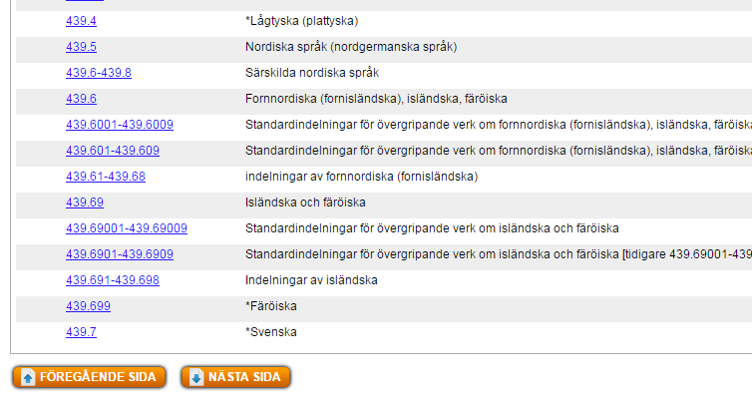 439.4 *Lågtyska (plattyska)
439.5 Nordiska språk (nordgermanska språk)
439.6-439.8 Särskilda nordiska språk
439.6 Fornnordiska (fornisländska), isländska, färöiska
439.6001-439.6009 Standardindelningar för övergripande verk om fornnordiska (fornisländska), isländska, färöiska
439.601-439.609 Standardindelningar för övergripande verk om fornnordiska (fornisländska), isländska, färöiska
439.61-439.68 indelningar av fornnordiska (fornisländska)
439.69 Isländska och färöiska
439.69001-439.69009 Standardindelningar för övergripande verk om isländska och färöiska
439.6901-439.6909 Standardindelningar för övergripande verk om isländska och färöiska [tidigare 439.69001-439
439.691-439.698 Indelningar av isländska
439.699 *Färöiska
439.7 *Svenska
FÖREGÅENDE SIDA NÄSTA SIDA